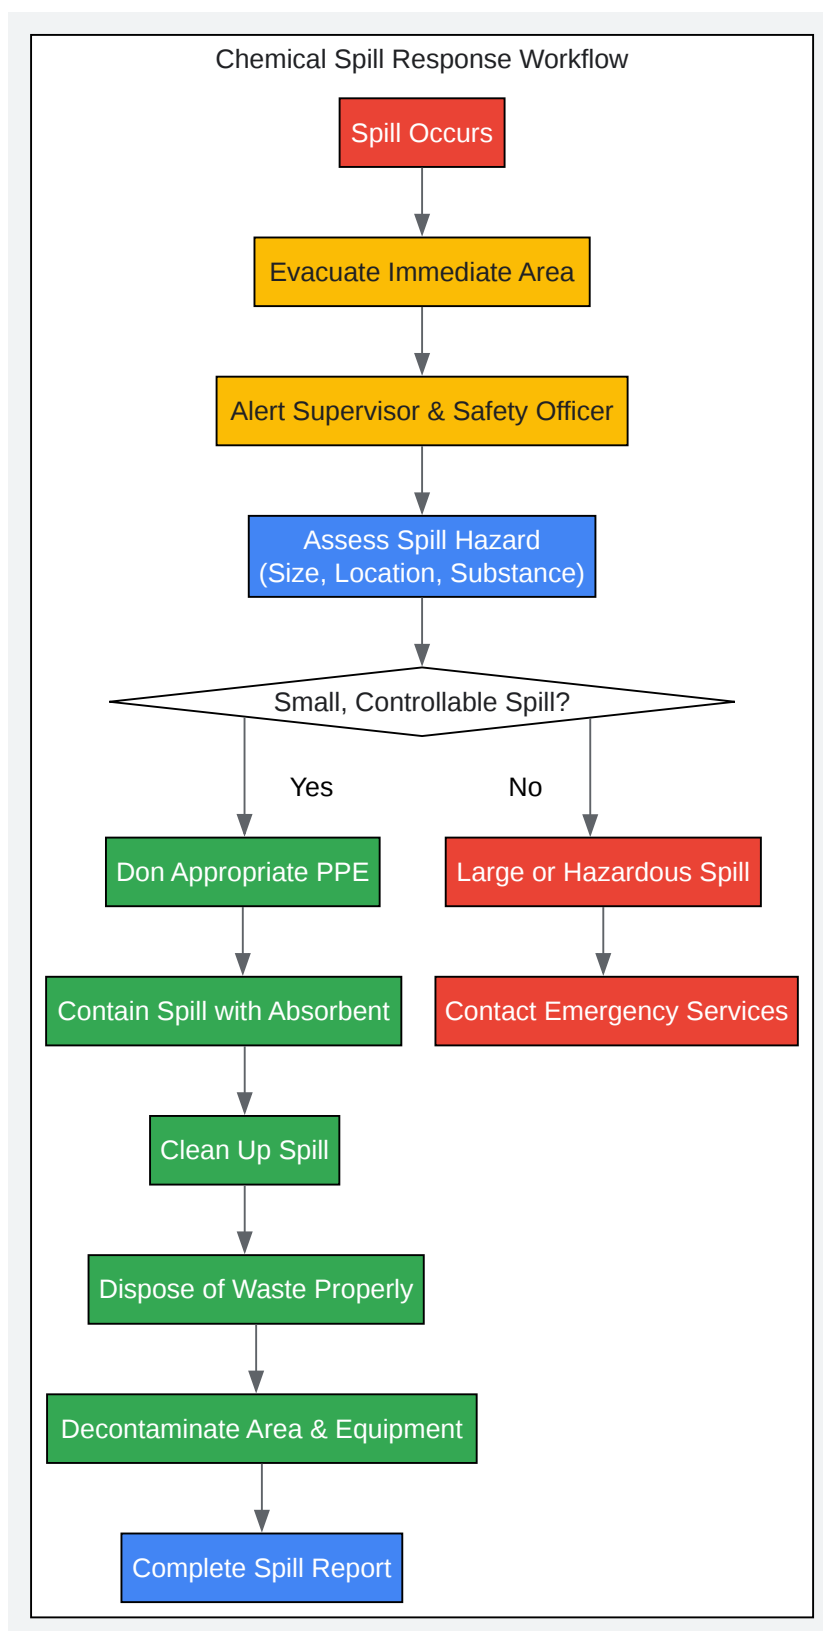 Chemical Spill Response Workflow
Spill Occurs
Evacuate Immediate Area
Alert Supervisor & Safety Officer
Assess Spill Hazard
(Size, Location, Substance)
Small, Controllable Spill?
Yes
No
Don Appropriate PPE
Large or Hazardous Spill
Contain Spill with Absorbent
Contact Emergency Services
Clean Up Spill
Dispose of Waste Properly
Decontaminate Area & Equipment
Complete Spill Report